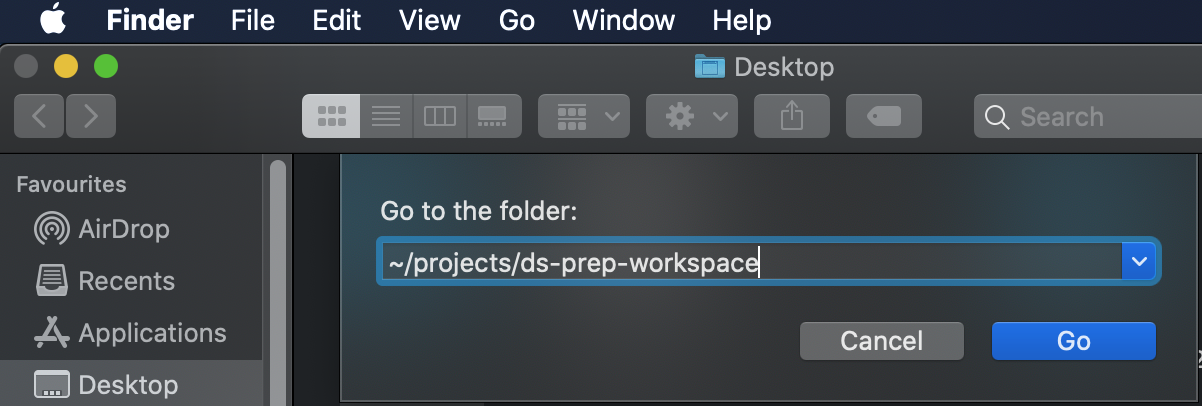 Finder File Edit View Go Window Help
Desktop
Search
Favourites
AirDrop
Recents
Applications
Desktop
Go to the folder:
~/projects/ds-prep-workspace
Cancel Go